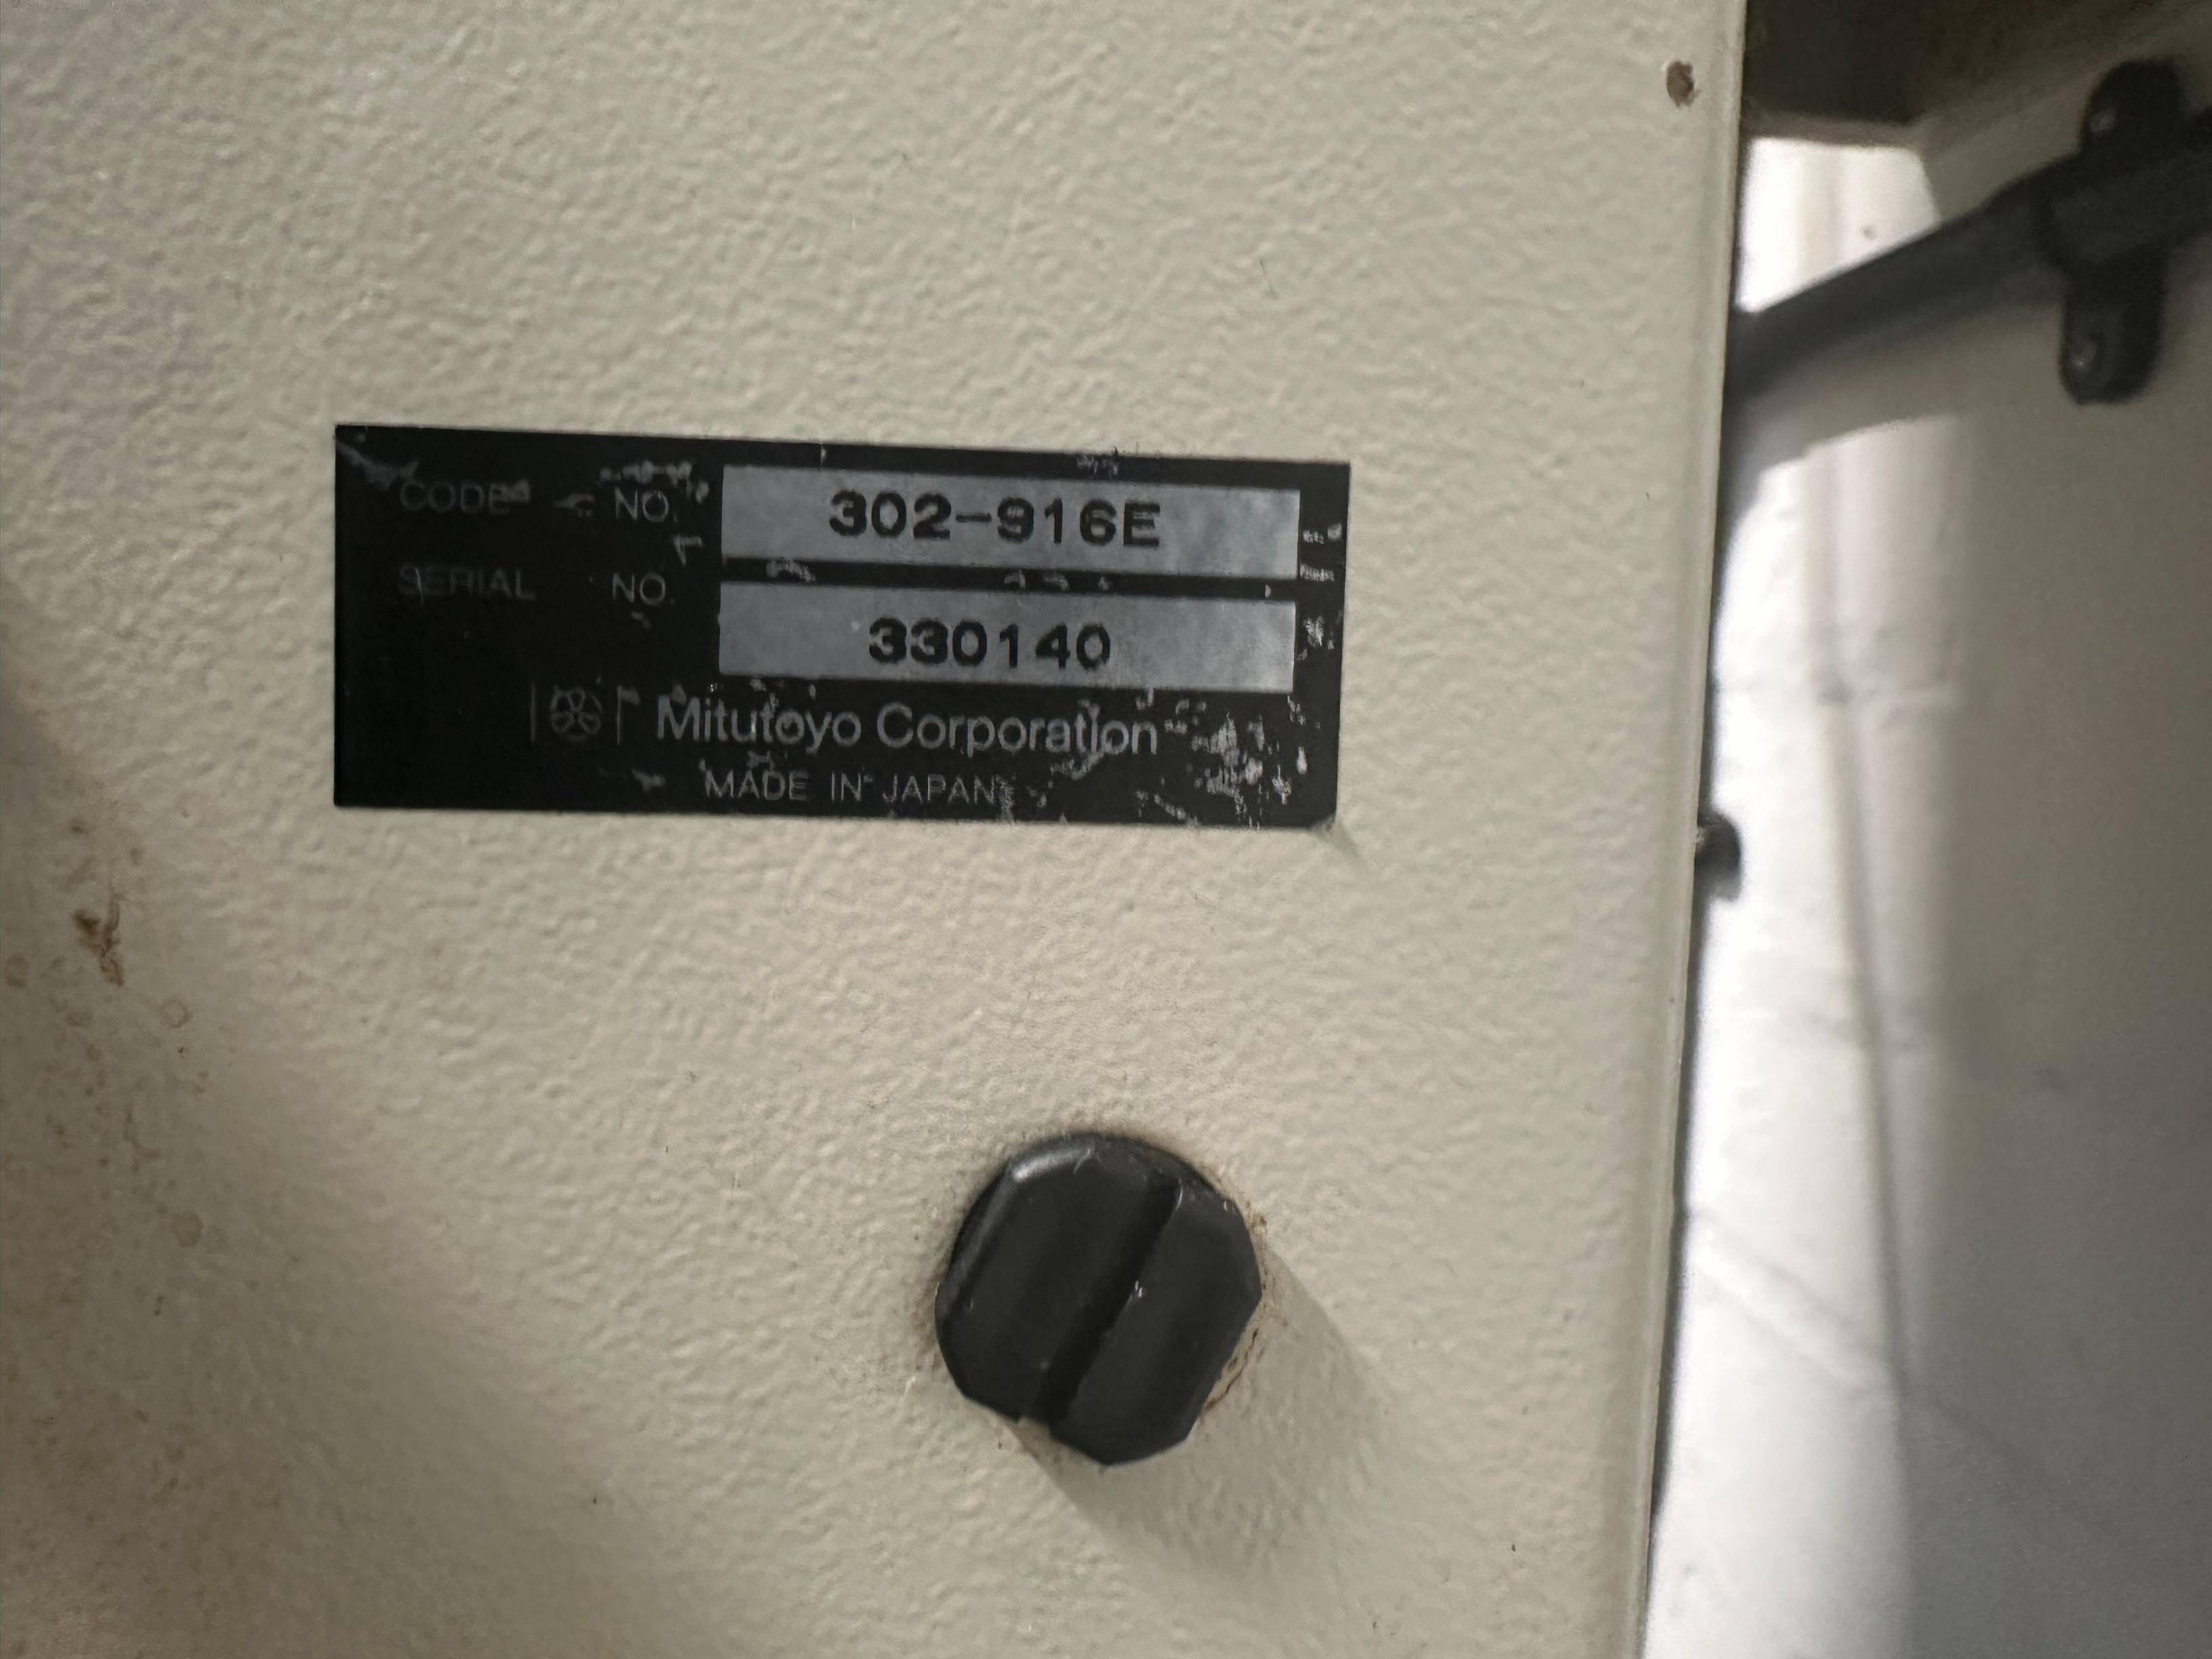 CODE NO. 302-916E
SERIAL NO. 330140
Mitutoyo Corporation
MADE IN JAPAN